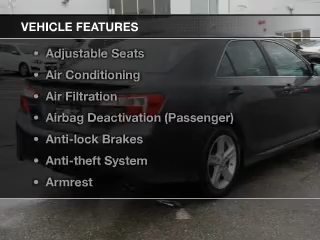 VEHICLE FEATURES
• Adjustable Seats
• Air Conditioning
• Air Filtration
• Airbag Deactivation (Passenger)
• Anti-lock Brakes
• Anti-theft System
• Armrest